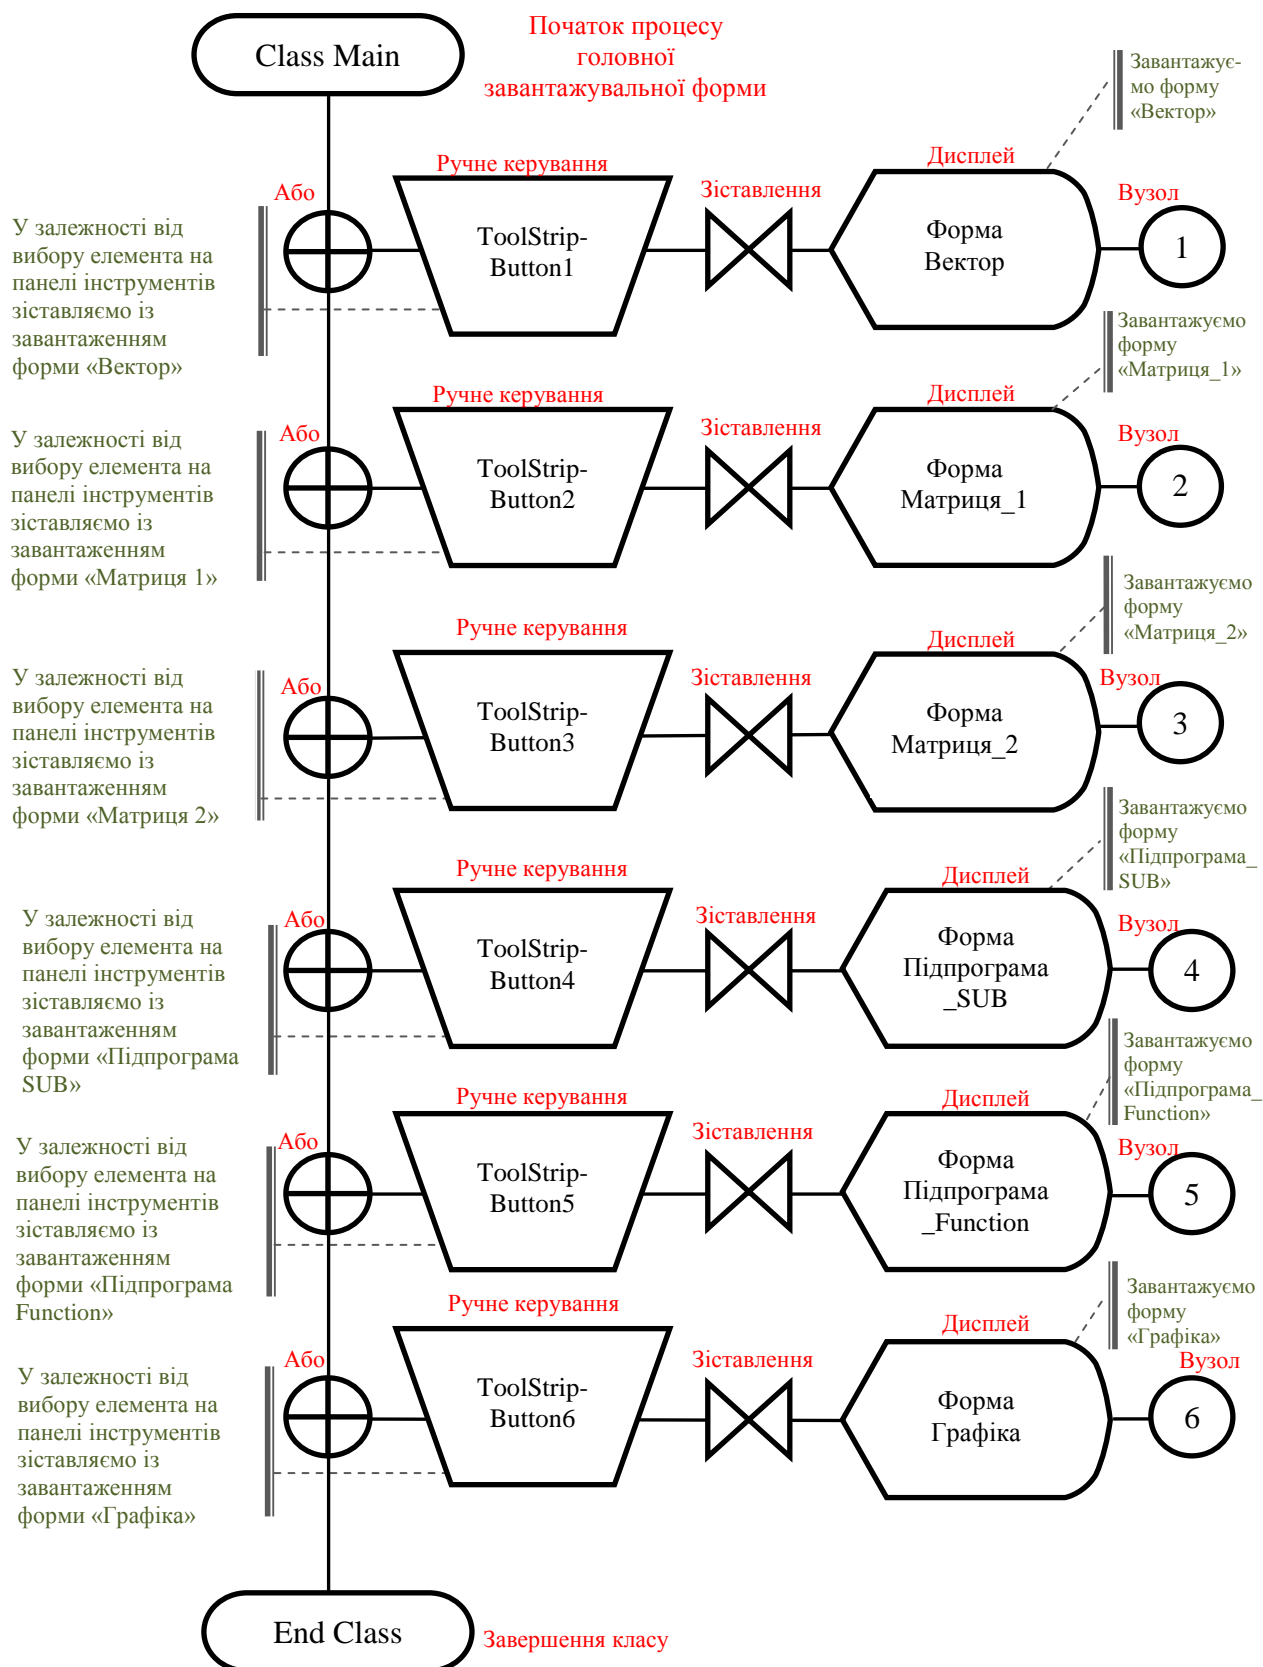 Class Main
Початок процесу
головної
завантажувальної форми
Завантажує-
мо форму
«Вектор»
Або
Ручне керування
Зіставлення
Дисплей
Вузол
У залежності від
вибору елемента на
панелі інструментів
зіставляємо із
завантаженням
форми «Вектор»
ToolStrip-
Button1
Форма
Вектор
1
Завантажуємо
форму
«Матриця_1»
Або
Ручне керування
Зіставлення
Дисплей
Вузол
У залежності від
вибору елемента на
панелі інструментів
зіставляємо із
завантаженням
форми «Матриця 1»
ToolStrip-
Button2
Форма
Матриця_1
2
Завантажуємо
форму
«Матриця_2»
Або
Ручне керування
Зіставлення
Дисплей
Вузол
У залежності від
вибору елемента на
панелі інструментів
зіставляємо із
завантаженням
форми «Матриця 2»
ToolStrip-
Button3
Форма
Матриця_2
3
Завантажуємо
форму
«Підпрограма_
SUB»
Або
Ручне керування
Зіставлення
Дисплей
Вузол
У залежності від
вибору елемента на
панелі інструментів
зіставляємо із
завантаженням
форми «Підпрограма
SUB»
ToolStrip-
Button4
Форма
Підпрограма
_SUB
4
Завантажуємо
форму
«Підпрограма_
Function»
Або
Ручне керування
Зіставлення
Дисплей
Вузол
У залежності від
вибору елемента на
панелі інструментів
зіставляємо із
завантаженням
форми «Підпрограма
Function»
ToolStrip-
Button5
Форма
Підпрограма
_Function
5
Завантажуємо
форму
«Графіка»
Або
Ручне керування
Зіставлення
Дисплей
Вузол
У залежності від
вибору елемента на
панелі інструментів
зіставляємо із
завантаженням
форми «Графіка»
ToolStrip-
Button6
Форма
Графіка
6
End Class
Завершення класу